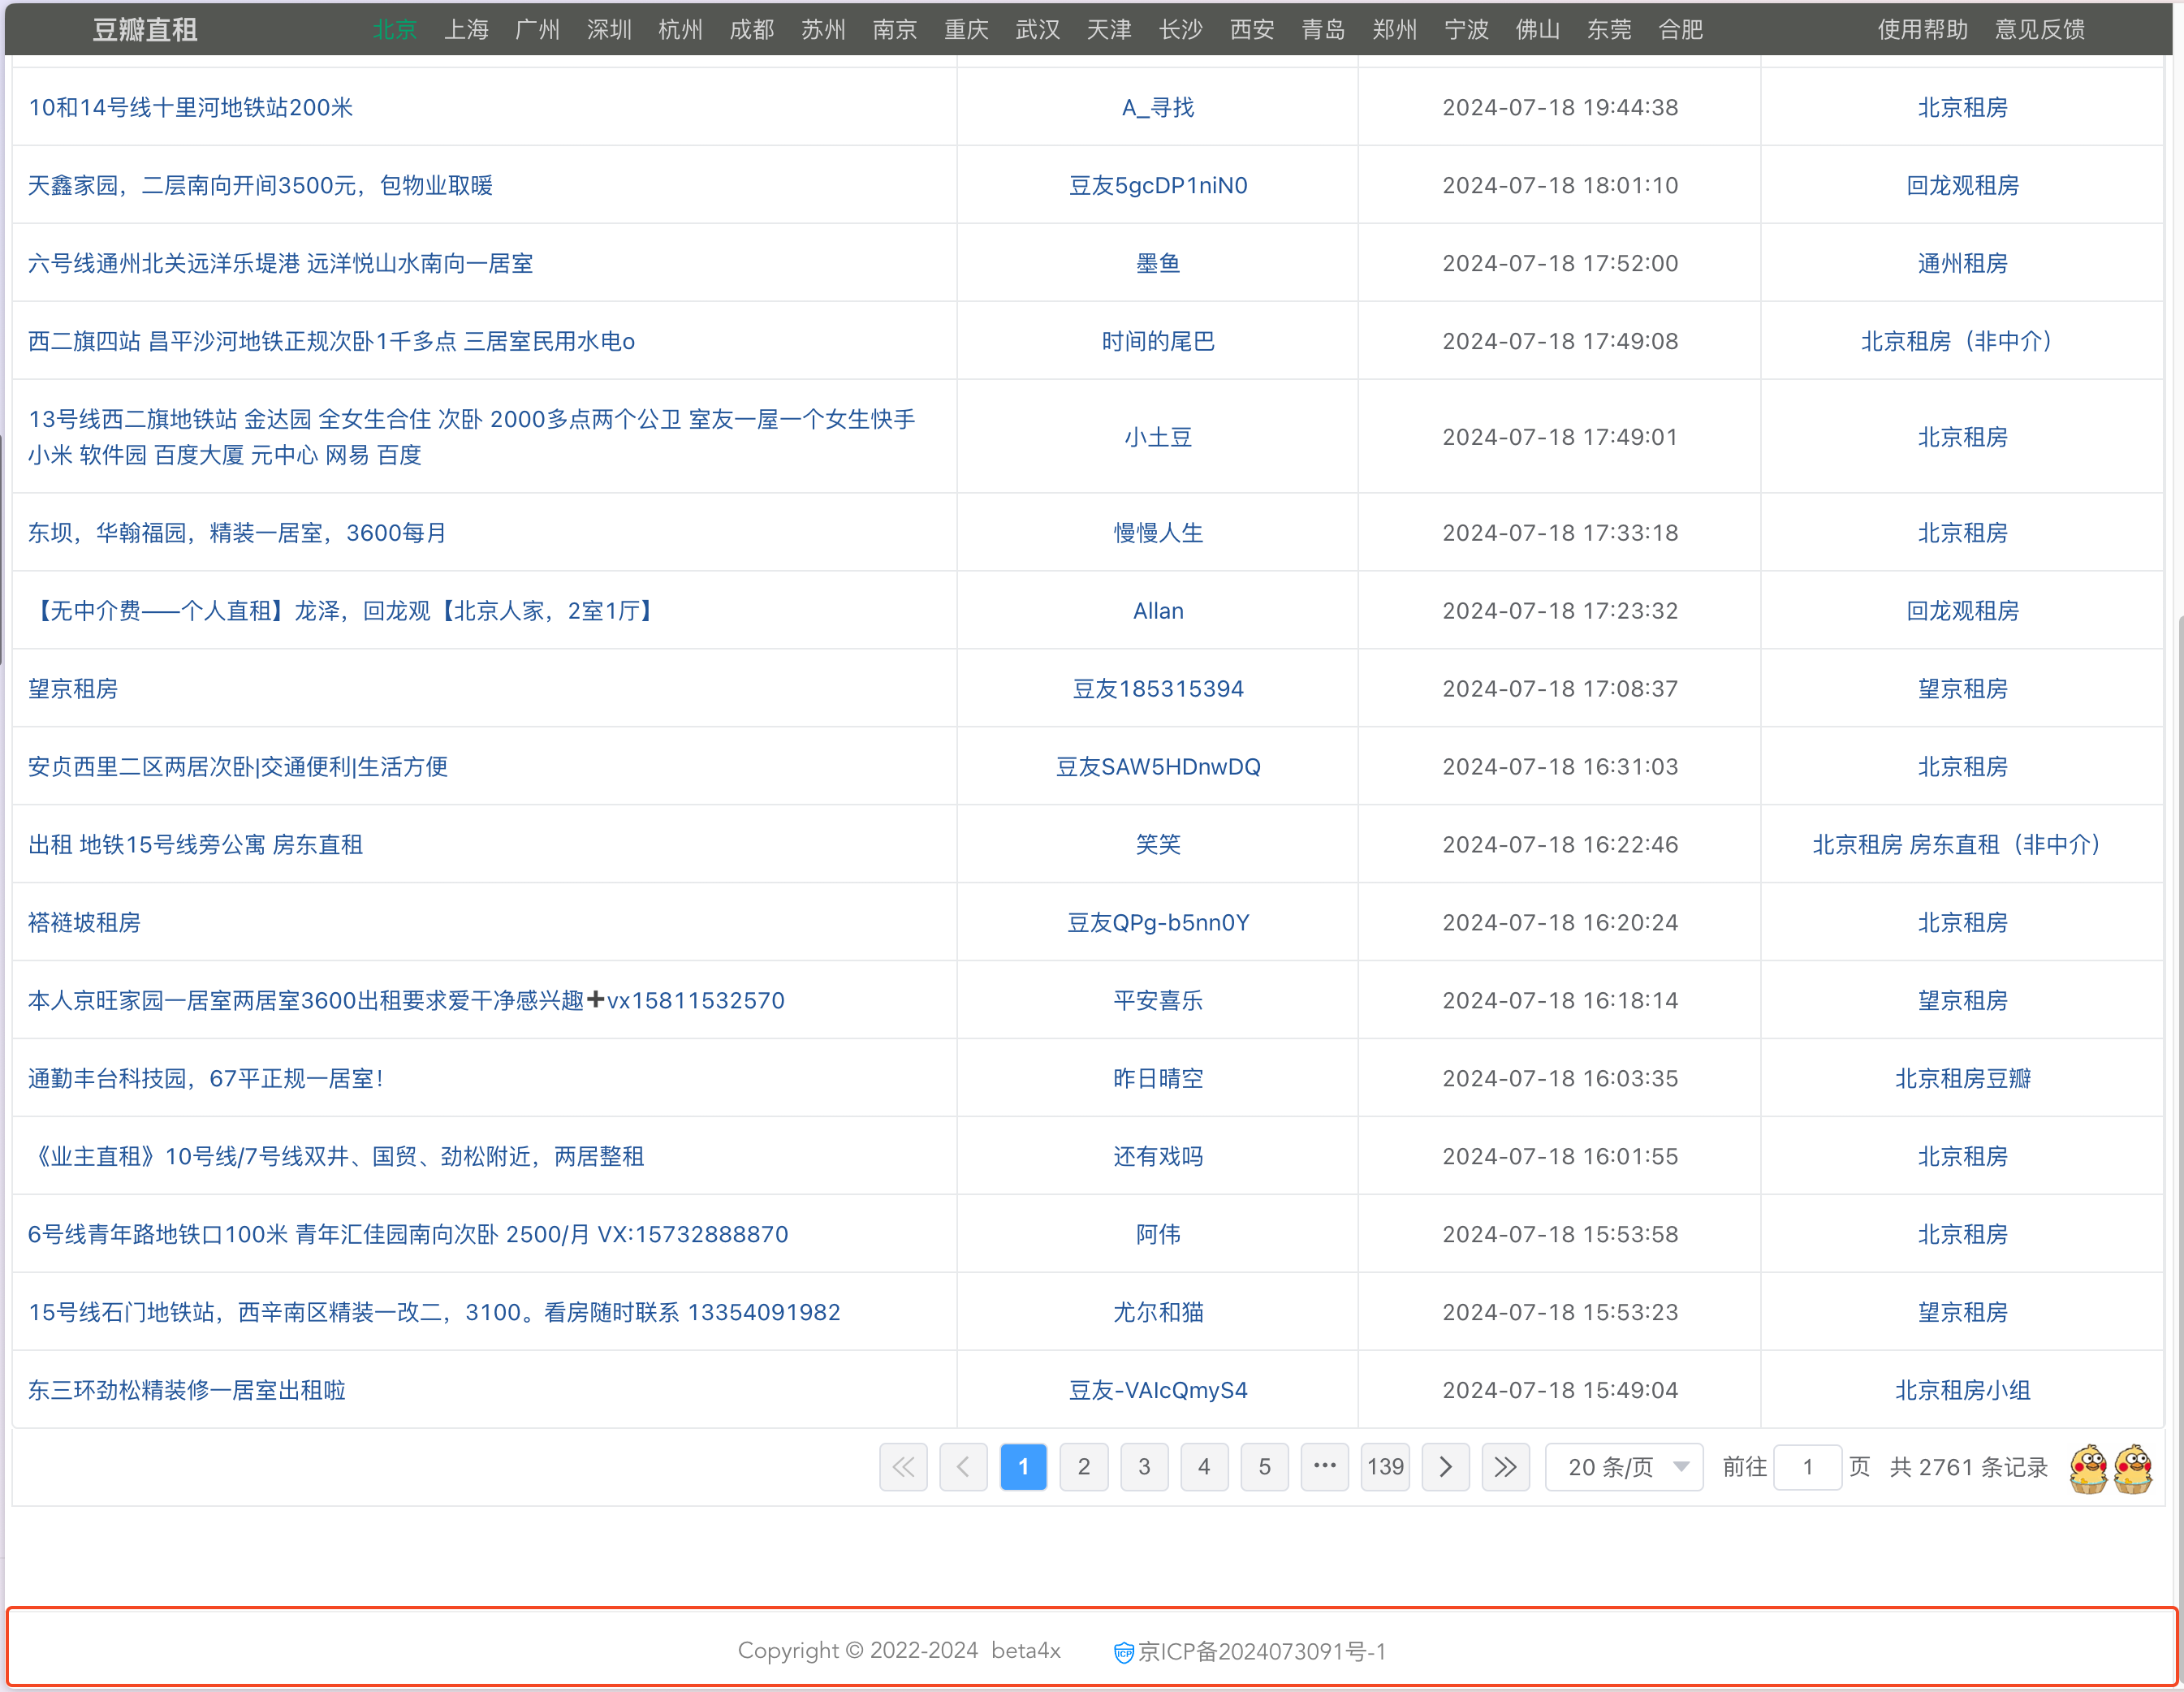 豆瓣直租 北京 上海 广州 深圳 杭州 成都 苏州 南京 重庆 武汉 天津 长沙 西安 青岛 郑州 宁波 佛山 东莞 合肥 使用帮助 意见反馈
10和14号线十里河地铁站200米 A_寻找 2024-07-18 19:44:38 北京租房
天鑫家园，二层南向开间3500元，包物业取暖 豆友5gcDP1niN0 2024-07-18 18:01:10 回龙观租房
六号线通州北关远洋乐堤港 远洋悦山水南向一居室 墨鱼 2024-07-18 17:52:00 通州租房
西二旗四站 昌平沙河地铁正规次卧1千多点 三居室民用水电o 时间的尾巴 2024-07-18 17:49:08 北京租房（非中介）
13号线西二旗地铁站 金达园 全女生合住 次卧 2000多点两个公卫 室友一屋一个女生快手
小米 软件园 百度大厦 元中心 网易 百度 小土豆 2024-07-18 17:49:01 北京租房
东坝，华翰福园，精装一居室，3600每月 慢慢人生 2024-07-18 17:33:18 北京租房
【无中介费——个人直租】龙泽，回龙观【北京人家，2室1厅】 Allan 2024-07-18 17:23:32 回龙观租房
望京租房 豆友185315394 2024-07-18 17:08:37 望京租房
安贞西里二区两居次卧|交通便利|生活方便 豆友SAW5HDnwDQ 2024-07-18 16:31:03 北京租房
出租 地铁15号线旁公寓 房东直租 笑笑 2024-07-18 16:22:46 北京租房 房东直租（非中介）
褡裢坡租房 豆友QPg-b5nn0Y 2024-07-18 16:20:24 北京租房
本人京旺家园一居室两居室3600出租要求爱干净感兴趣➕vx15811532570 平安喜乐 2024-07-18 16:18:14 望京租房
通勤丰台科技园，67平正规一居室！ 昨日晴空 2024-07-18 16:03:35 北京租房豆瓣
《业主直租》10号线/7号线双井、国贸、劲松附近，两居整租 还有戏吗 2024-07-18 16:01:55 北京租房
6号线青年路地铁口100米 青年汇佳园南向次卧 2500/月 VX:15732888870 阿伟 2024-07-18 15:53:58 北京租房
15号线石门地铁站，西辛南区精装一改二，3100。看房随时联系 13354091982 尤尔和猫 2024-07-18 15:53:23 望京租房
东三环劲松精装修一居室出租啦 豆友-VAIcQmyS4 2024-07-18 15:49:04 北京租房小组
1 2 3 4 5 ··· 139 20 条/页 前往 1 页 共 2761 条记录
Copyright © 2022-2024 beta4x ICP 京ICP备2024073091号-1